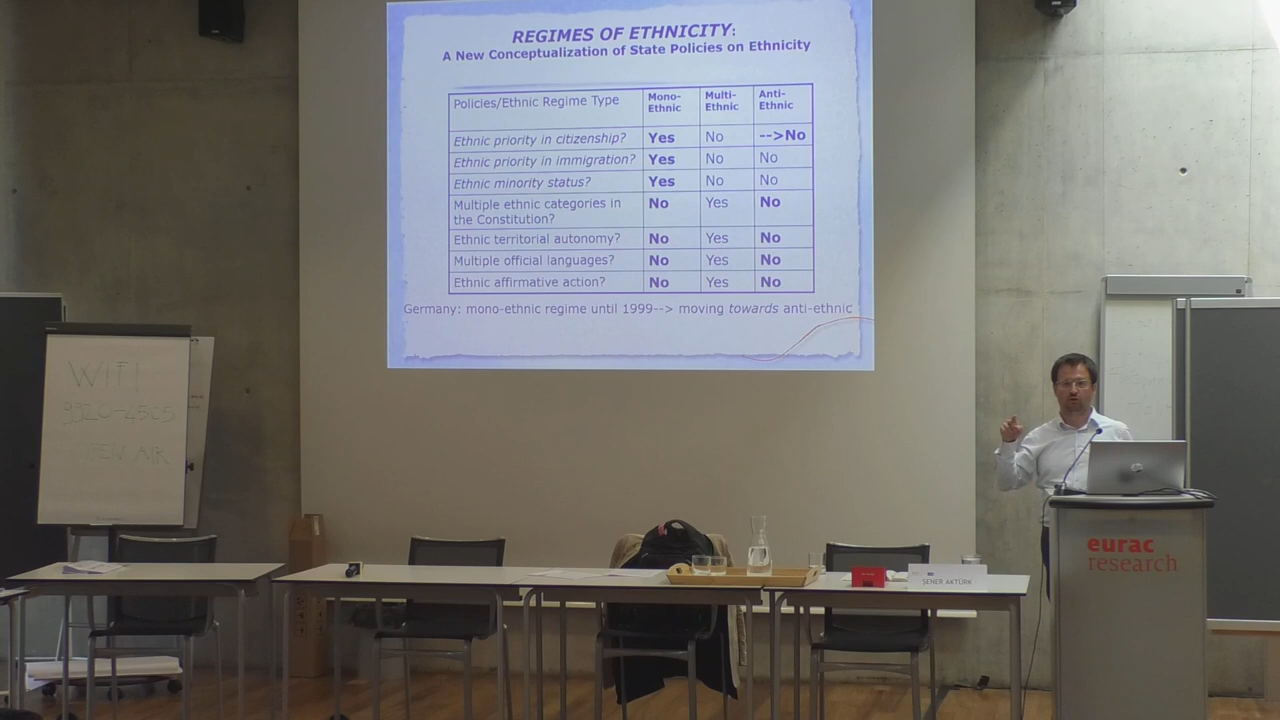 REGIMES OF ETHNICITY:
A New Conceptualization of State Policies on Ethnicity
Policies/Ethnic Regime Type Mono-Ethnic Multi-Ethnic Anti-Ethnic
Ethnic priority in citizenship? Yes No -->No
Ethnic priority in immigration? Yes No No
Ethnic minority status? Yes No No
Multiple ethnic categories in the Constitution? No Yes No
Ethnic territorial autonomy? No Yes No
Multiple official languages? No Yes No
Ethnic affirmative action? No Yes No
Germany: mono-ethnic regime until 1999--> moving towards anti-ethnic
WIFI
9920-4505
AIR
eurac
research
ŞENER AKTÜRK